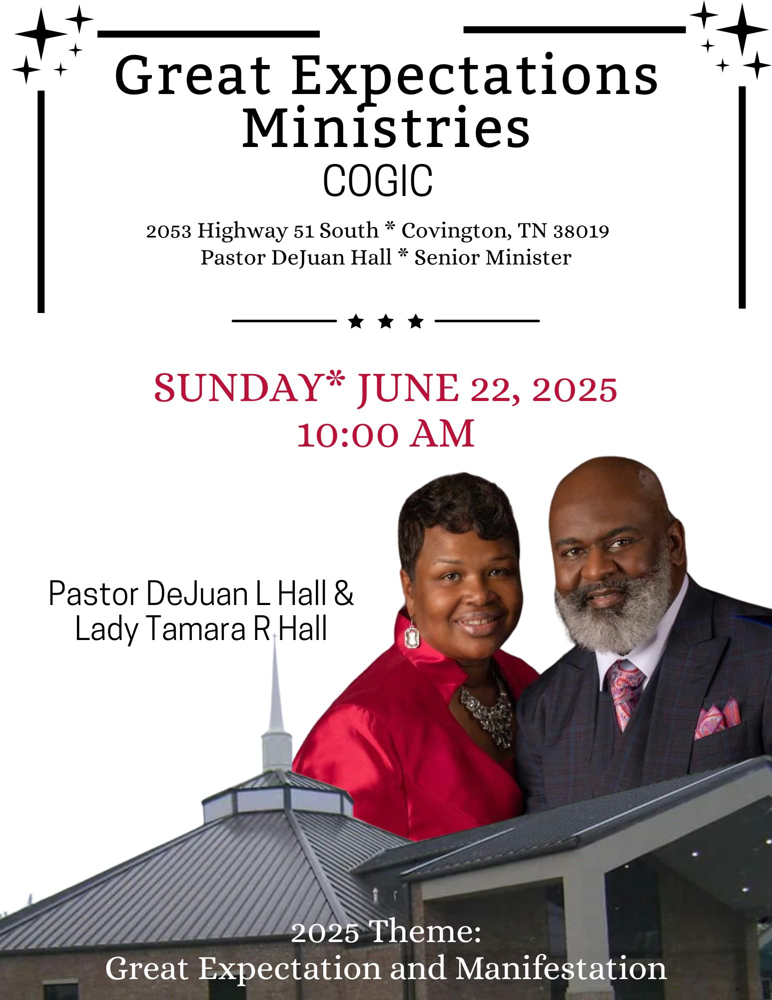 Great Expectations
Ministries
COGIC
2053 Highway 51 South * Covington, TN 38019
Pastor DeJuan Hall * Senior Minister
SUNDAY* JUNE 22, 2025
10:00 AM
Pastor DeJuan L Hall &
Lady Tamara R Hall
2025 Theme:
Great Expectation and Manifestation